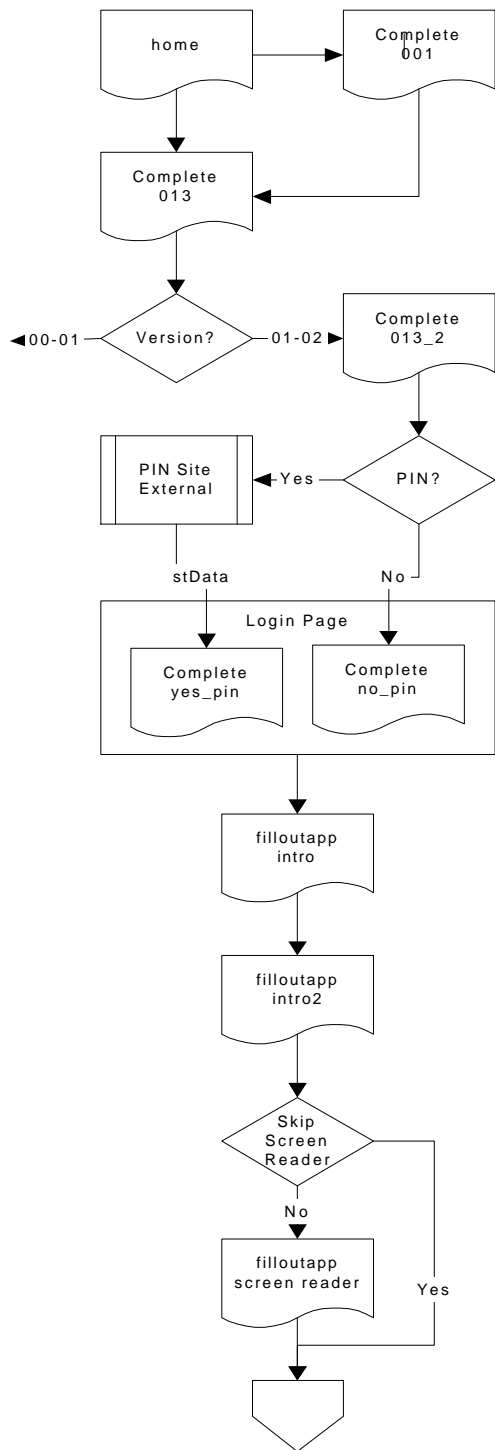 home
Complete
001
Complete
013
Version?
00-01
01-02
Complete
013_2
PIN Site
External
Yes
PIN?
stData
No
Login Page
Complete
yes_pin
Complete
no_pin
filloutapp
intro
filloutapp
intro2
Skip
Screen
Reader
No
filloutapp
screen reader
Yes